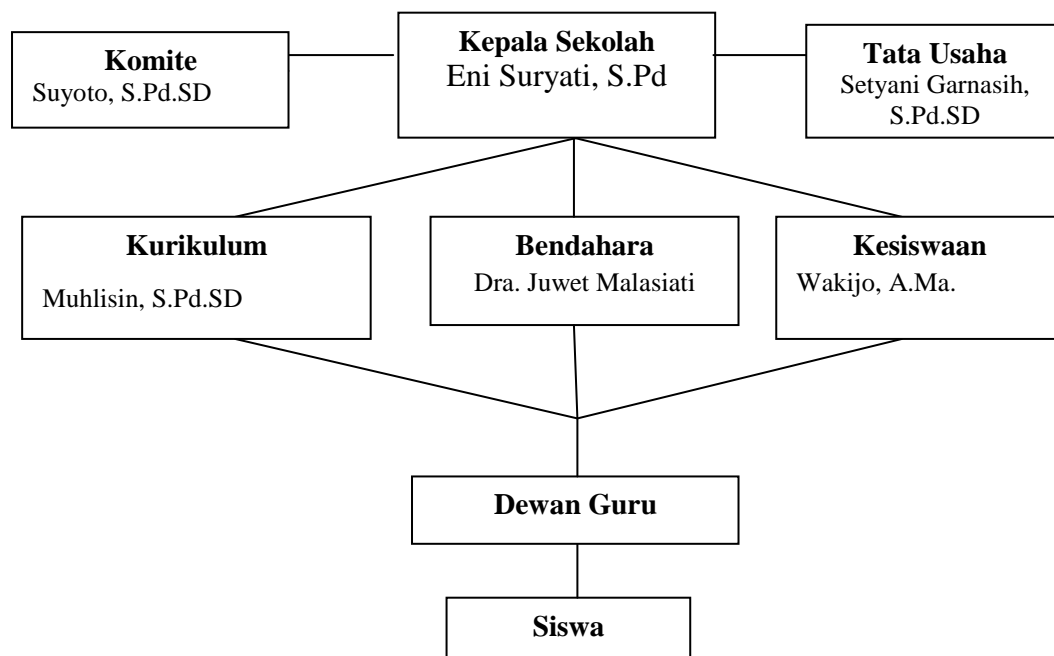 Komite
Suyoto, S.Pd.SD
Kepala Sekolah
Eni Suryati, S.Pd
Tata Usaha
Setyani Garnasih,
S.Pd.SD
Kurikulum
Muhlisin, S.Pd.SD
Bendahara
Dra. Juwet Malasiati
Kesiswaan
Wakijo, A.Ma.
Dewan Guru
Siswa